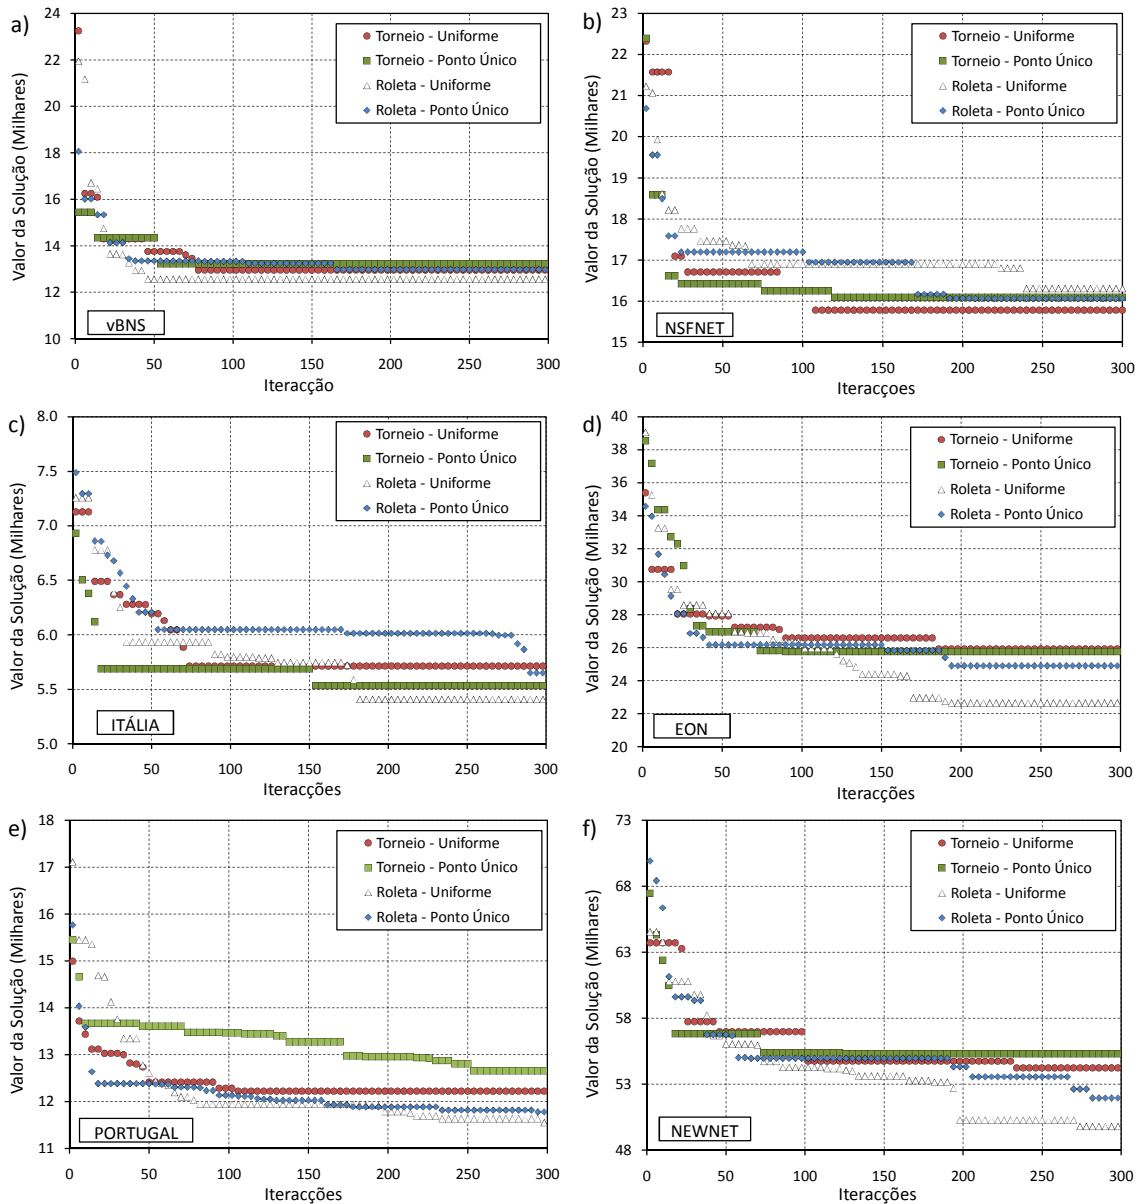 a)
Valor da Solução (Milhares)
24
22
20
18
16
14
12
10
0 50 100 150 200 250 300
Iteracção
Torneio - Uniforme
Torneio - Ponto Único
Roleta - Uniforme
Roleta - Ponto Único
vBNS
b)
Valor da Solução (Milhares)
23
22
21
20
19
18
17
16
15
0 50 100 150 200 250 300
Iteracçoes
Torneio - Uniforme
Torneio - Ponto Único
Roleta - Uniforme
Roleta - Ponto Único
NSFNET
c)
Valor da Solução (Milhares)
8.0
7.5
7.0
6.5
6.0
5.5
5.0
0 50 100 150 200 250 300
Iteracções
Torneio - Uniforme
Torneio - Ponto Único
Roleta - Uniforme
Roleta - Ponto Único
ITÁLIA
d)
Valor da Solução (Milhares)
40
38
36
34
32
30
28
26
24
22
20
0 50 100 150 200 250 300
Iteracções
Torneio - Uniforme
Torneio - Ponto Único
Roleta - Uniforme
Roleta - Ponto Único
EON
e)
Valor da Solução (Milhares)
18
17
16
15
14
13
12
11
0 50 100 150 200 250 300
Iteracções
Torneio - Uniforme
Torneio - Ponto Único
Roleta - Uniforme
Roleta - Ponto Único
PORTUGAL
f)
Valor da Solução (Milhares)
73
68
63
58
53
48
0 50 100 150 200 250 300
Iteracções
Torneio - Uniforme
Torneio - Ponto Único
Roleta - Uniforme
Roleta - Ponto Único
NEWNET